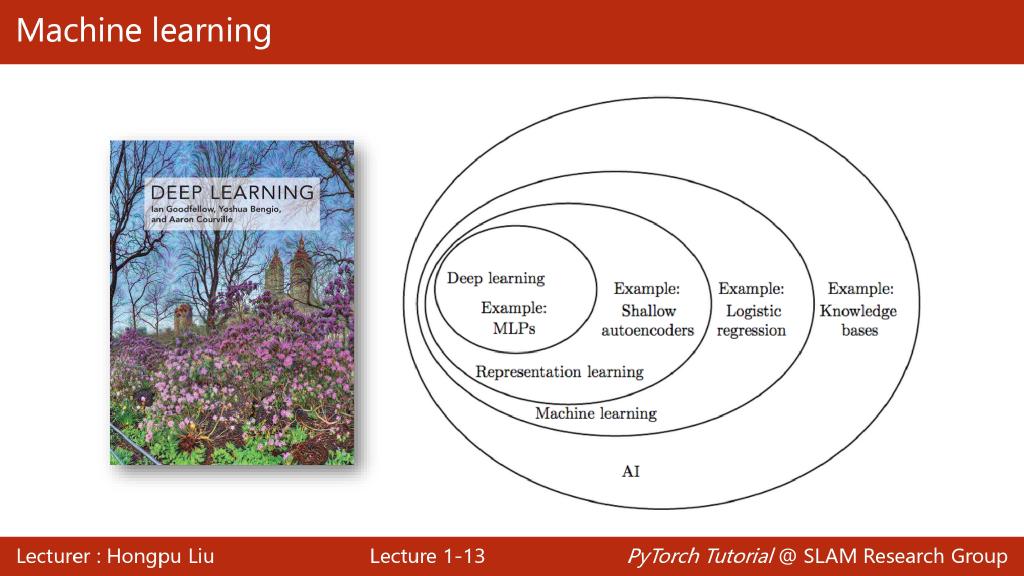 Machine learning
DEEP LEARNING
Ian Goodfellow, Yoshua Bengio,
and Aaron Courville
Deep learning
Example:
MLPs
Example:
Shallow
autoencoders
Example:
Logistic
regression
Example:
Knowledge
bases
Representation learning
Machine learning
AI
Lecturer : Hongpu Liu
Lecture 1-13
PyTorch Tutorial @ SLAM Research Group